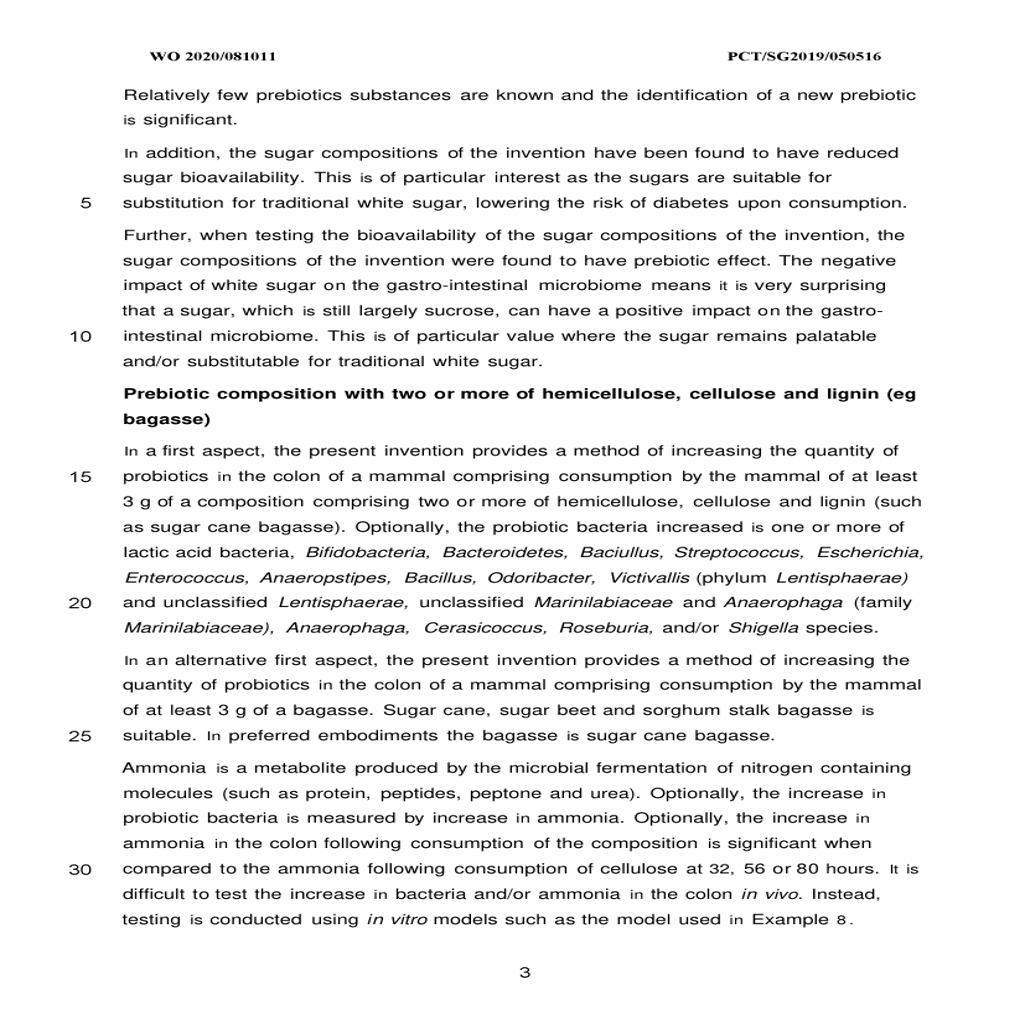 WO 2020/081011 PCT/SG2019/050516
Relatively few prebiotics substances are known and the identification of a new prebiotic
is significant.
In addition, the sugar compositions of the invention have been found to have reduced
sugar bioavailability. This is of particular interest as the sugars are suitable for
5 substitution for traditional white sugar, lowering the risk of diabetes upon consumption.
Further, when testing the bioavailability of the sugar compositions of the invention, the
sugar compositions of the invention were found to have prebiotic effect. The negative
impact of white sugar on the gastro-intestinal microbiome means it is very surprising
that a sugar, which is still largely sucrose, can have a positive impact on the gastro-
10 intestinal microbiome. This is of particular value where the sugar remains palatable
and/or substitutable for traditional white sugar.
Prebiotic composition with two or more of hemicellulose, cellulose and lignin (eg
bagasse)
In a first aspect, the present invention provides a method of increasing the quantity of
15 probiotics in the colon of a mammal comprising consumption by the mammal of at least
3 g of a composition comprising two or more of hemicellulose, cellulose and lignin (such
as sugar cane bagasse). Optionally, the probiotic bacteria increased is one or more of
lactic acid bacteria, Bifidobacteria, Bacteroidetes, Baciullus, Streptococcus, Escherichia,
Enterococcus, Anaeropstipes, Bacillus, Odoribacter, Victivallis (phylum Lentisphaerae)
20 and unclassified Lentisphaerae, unclassified Marinilabiaceae and Anaerophaga (family
Marinilabiaceae), Anaerophaga, Cerasicoccus, Roseburia, and/or Shigella species.
In an alternative first aspect, the present invention provides a method of increasing the
quantity of probiotics in the colon of a mammal comprising consumption by the mammal
of at least 3 g of a bagasse. Sugar cane, sugar beet and sorghum stalk bagasse is
25 suitable. In preferred embodiments the bagasse is sugar cane bagasse.
Ammonia is a metabolite produced by the microbial fermentation of nitrogen containing
molecules (such as protein, peptides, peptone and urea). Optionally, the increase in
probiotic bacteria is measured by increase in ammonia. Optionally, the increase in
ammonia in the colon following consumption of the composition is significant when
30 compared to the ammonia following consumption of cellulose at 32, 56 or 80 hours. It is
difficult to test the increase in bacteria and/or ammonia in the colon in vivo. Instead,
testing is conducted using in vitro models such as the model used in Example 8.
3